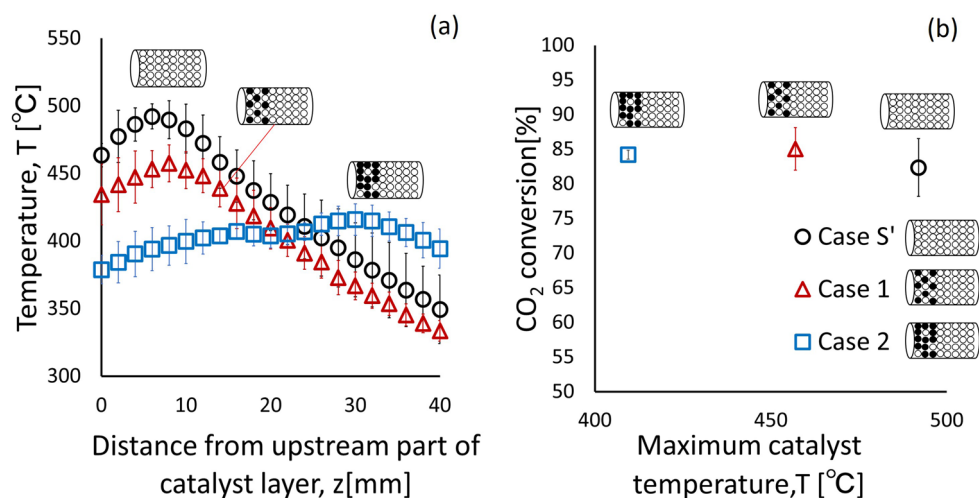 (a)
550
500
450
400
350
300
Temperature, T [℃]
0
10
20
30
40
Distance from upstream part of
catalyst layer, z[mm]
(b)
100
95
90
85
80
75
70
65
60
55
50
CO₂ conversion[%]
Case S'
Case 1
Case 2
400
450
500
Maximum catalyst
temperature,T [℃]